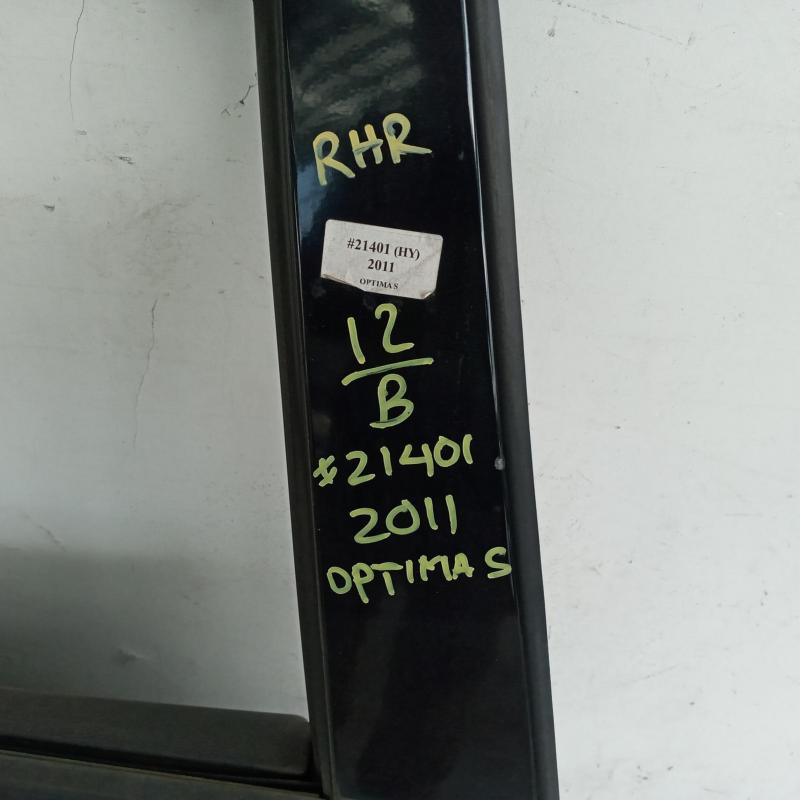 RHR
#21401 (HY)
2011
OPTIMA S
12
B
#21401
2011
OPTIMA S